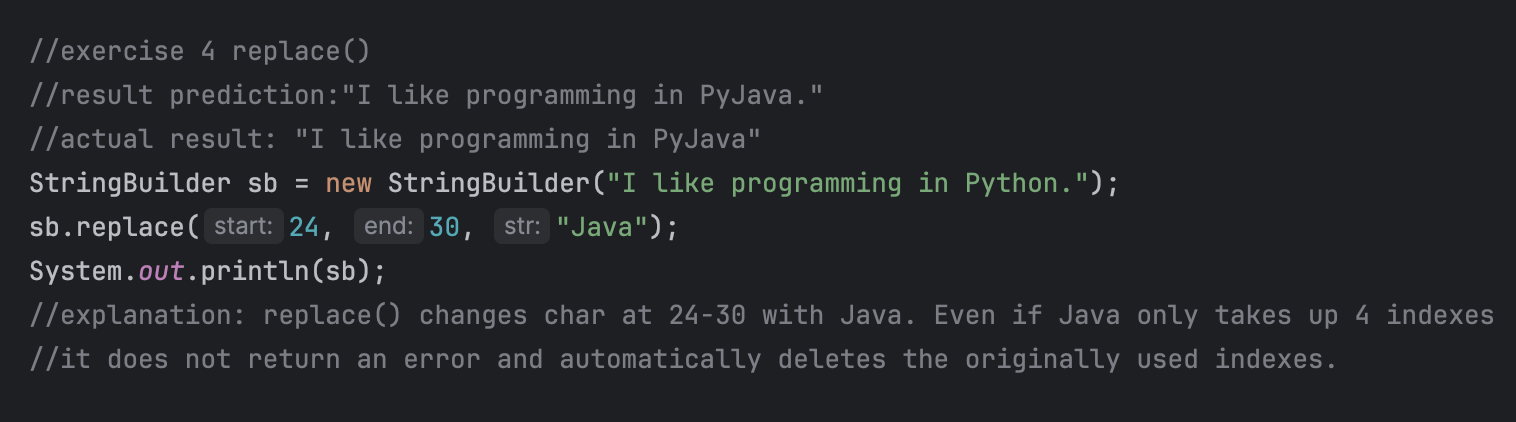 //exercise 4 replace()
//result prediction:"I like programming in PyJava."
//actual result: "I like programming in PyJava"
StringBuilder sb = new StringBuilder("I like programming in Python.");
sb.replace( start: 24, end: 30, str: "Java");
System.out.println(sb);
//explanation: replace() changes char at 24-30 with Java. Even if Java only takes up 4 indexes
//it does not return an error and automatically deletes the originally used indexes.